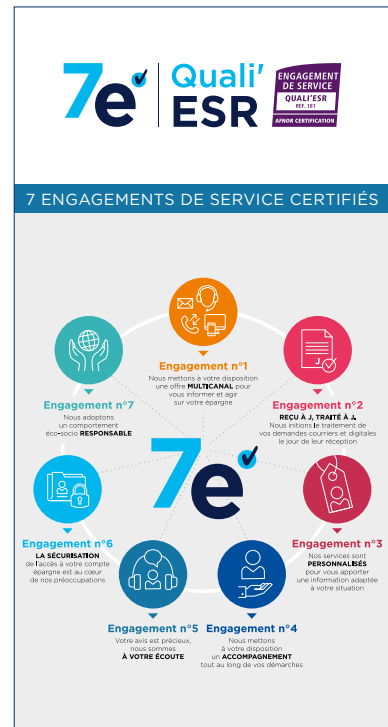 7e
Quali'
ESR
ENGAGEMENT
DE SERVICE
QUALI'ESR
REF. 181
AFNOR CERTIFICATION
7 ENGAGEMENTS DE SERVICE CERTIFIÉS
Engagement n°1
Nous mettons à votre disposition
une offre MULTICANAL pour
vous informer et agir
sur votre épargne
J
Engagement n°2
REÇU À J, TRAITÉ À J.
Nous initions le traitement de
vos demandes courriers et digitales
le jour de leur réception
Engagement n°3
Nos services sont
PERSONNALISÉS
pour vous apporter
une information adaptée
à votre situation
Engagement n°4
Nous mettons
à votre disposition
un ACCOMPAGNEMENT
tout au long de vos démarches
Engagement n°5
Votre avis est précieux,
nous sommes
À VOTRE ÉCOUTE
Engagement n°6
LA SÉCURISATION
de l'accès à votre compte
épargne est au cœur
de nos préoccupations
Engagement n°7
Nous adoptons
un comportement
éco-socio RESPONSABLE
7e